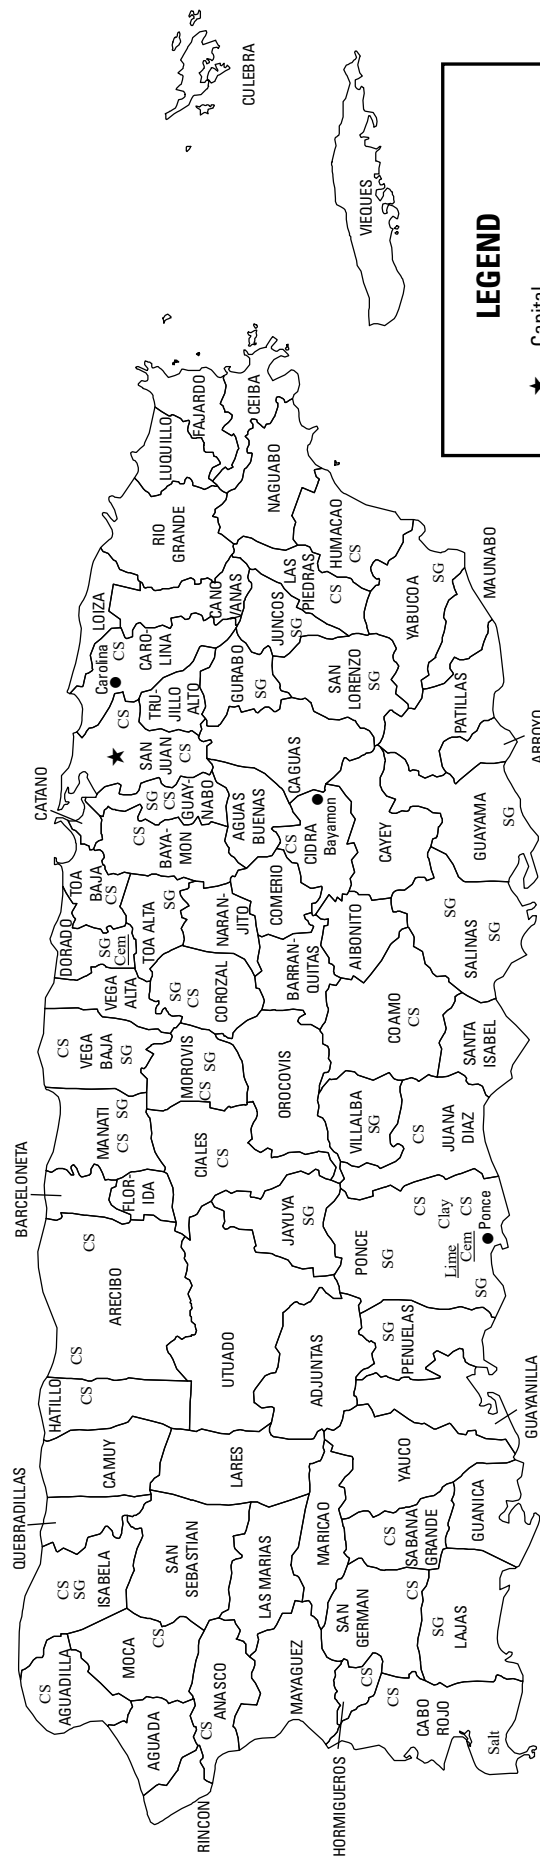 QUEBRADILLAS
BARCELONETA
CATANO
CS
AGUADILLA
CS
SG
ISABELA
CAMUY
HATILLO
CS
CS
ARECIBO
CS
FLOR-
TIDA
MANATI
CS SG
CS
VEGA
BAJA
SG
VEGA
ALTA
DORADO
SG
Cem
TOA
BAJA
CS
TOA ALTA
SG
CS
BAYA-
MON
SG
CS
GUAY-
NABO
CS
SAN
JUAN
CS
Carolina
CS
CARO-
LINA
TRU-
JILLO
ALTO
LOIZA
CANO
VANAS
RIO
GRANDE
LUQUILLO
FAJARDO
CEIBA
CULEBRA
VIEQUES
AGUADA
MOCA
CS
RINCON
CS
ANASCO
SAN
SEBASTIAN
LARES
UTUADO
CIALES
CS
MOROVIS
CS SG
SG
CS
COROZAL
NARAN-
JITO
AGUAS
BUENAS
GURABO
SG
JUNCOS
SG
NAGUABO
LAS
PIEDRAS
CS
HUMACAO
CS
MAYAGUEZ
LAS MARIAS
MARICAO
ADJUNTAS
JAYUYA
SG
OROCOVIS
BARRAN-
QUITAS
COMERIO
CS
CIDRA
Bayamon
CAGUAS
SAN
LORENZO
SG
YABUCOA
SG
HORMIGUEROS
CS
SAN
GERMAN
CS
CS
SABANA
GRANDE
YAUCO
SG
PENUELAS
PONCE
SG
CS
Lime
Clay
Cem
CS
SG
Ponce
VILLALBA
SG
CS
JUANA
DIAZ
COAMO
CS
AIBONITO
CAYEY
PATILLAS
MAUNABO
CS
CABO
ROJO
Salt
SG
LAJAS
GUANICA
GUAYANILLA
SANTA
ISABEL
SG
SALINAS
SG
GUAYAMA
SG
ARROYO
LEGEND
Capital